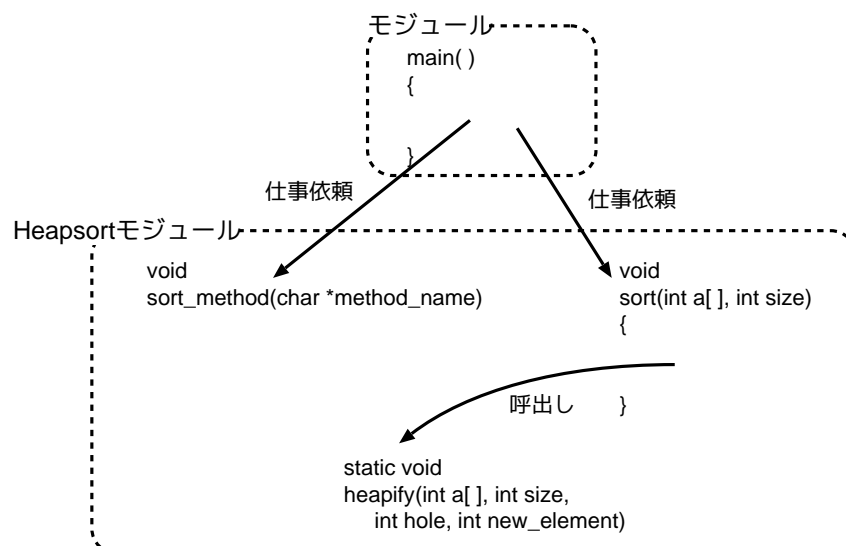 モジュール
main( )
{
}
仕事依頼
仕事依頼
Heapsortモジュール
void
sort_method(char *method_name)
void
sort(int a[ ], int size)
{
呼出し
}
static void
heapify(int a[ ], int size,
int hole, int new_element)